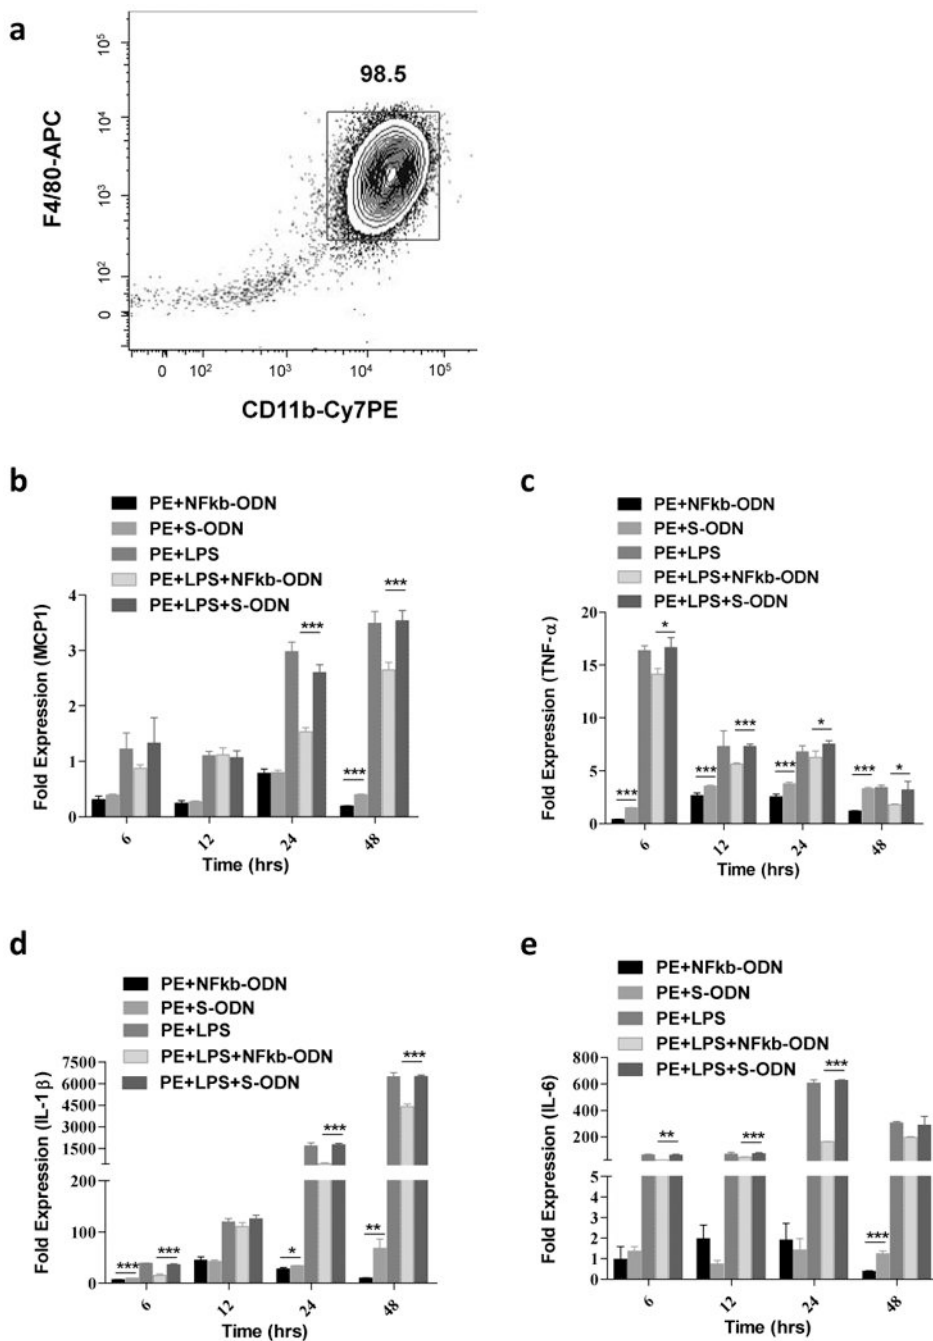 a
98.5
F4/80-APC
10⁵
10⁴
10³
10²
0
0 10² 10³ 10⁴ 10⁵
CD11b-Cy7PE
b
PE+NFkb-ODN
PE+S-ODN
PE+LPS
PE+LPS+NFkb-ODN
PE+LPS+S-ODN
Fold Expression (MCP1)
4
3
2
1
0
***
***
***
6 12 24 48
Time (hrs)
c
PE+NFkb-ODN
PE+S-ODN
PE+LPS
PE+LPS+NFkb-ODN
PE+LPS+S-ODN
Fold Expression (TNF-α)
20
15
10
5
0
***
*
***
***
***
*
***
*
6 12 24 48
Time (hrs)
d
PE+NFkb-ODN
PE+S-ODN
PE+LPS
PE+LPS+NFkb-ODN
PE+LPS+S-ODN
Fold Expression (IL-1β)
7500
6000
4500
3000
1500
200
100
0
***
***
*
***
**
***
6 12 24 48
Time (hrs)
e
PE+NFkb-ODN
PE+S-ODN
PE+LPS
PE+LPS+NFkb-ODN
PE+LPS+S-ODN
Fold Expression (IL-6)
800
600
400
200
5
4
3
2
1
0
**
***
***
***
6 12 24 48
Time (hrs)